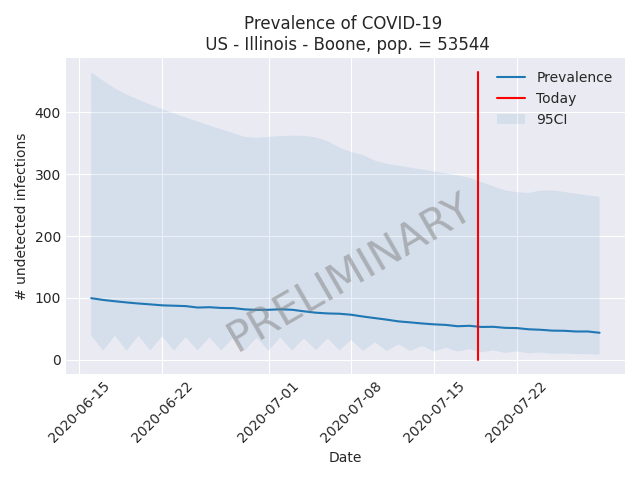 Prevalence of COVID-19
US - Illinois - Boone, pop. = 53544
Prevalence
Today
95CI
400
300
200
100
0
# undetected infections
PRELIMINARY
2020-06-15
2020-06-22
2020-07-01
2020-07-08
2020-07-15
2020-07-22
Date